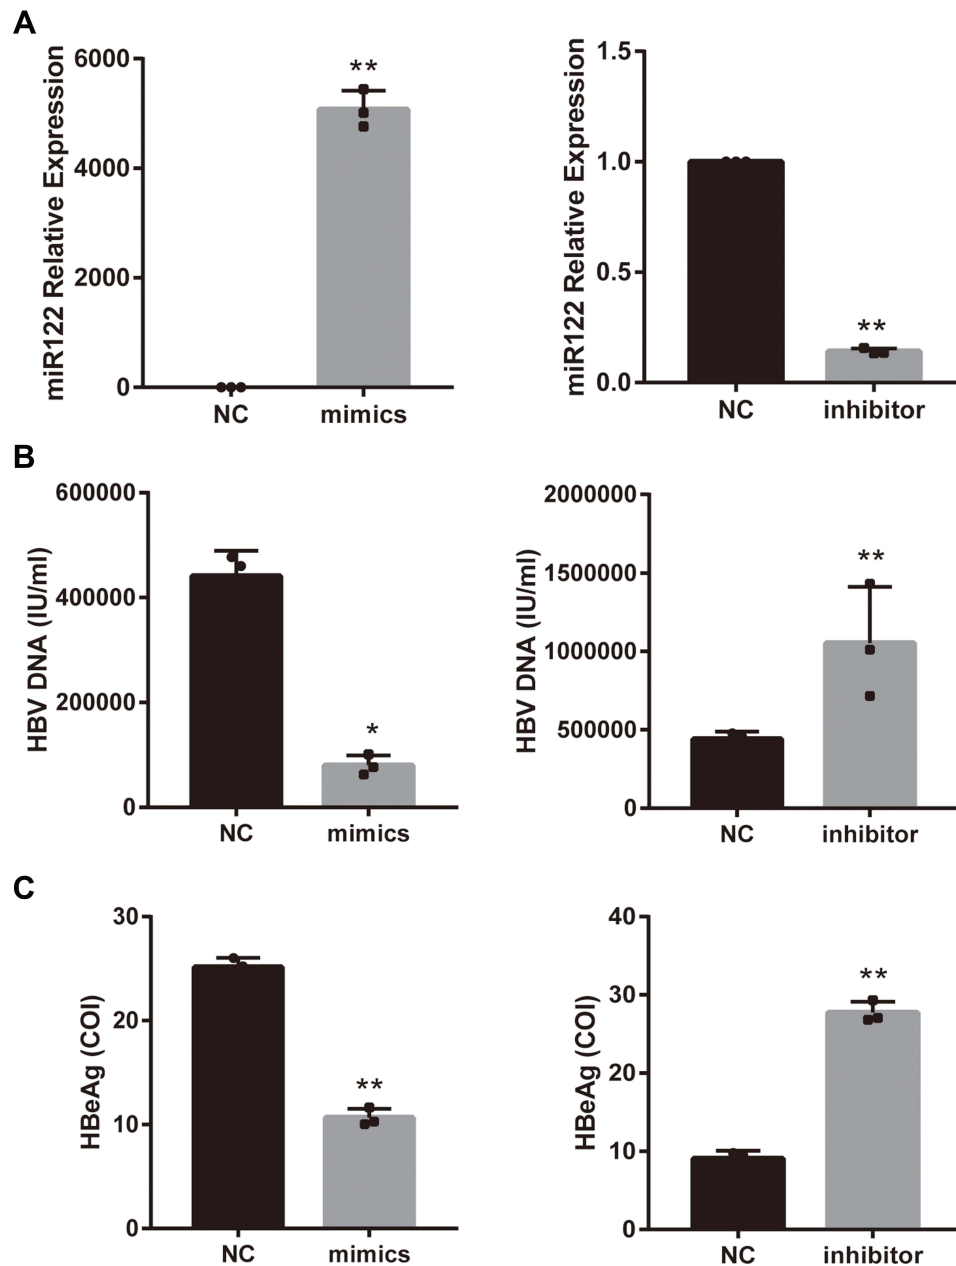 A
miR122 Relative Expression
6000
4000
2000
0
**
NC
mimics
miR122 Relative Expression
1.5
1.0
0.5
0.0
**
NC
inhibitor
B
HBV DNA (IU/ml)
600000
400000
200000
0
*
NC
mimics
HBV DNA (IU/ml)
2000000
1500000
1000000
500000
0
**
NC
inhibitor
C
HBeAg (COI)
30
20
10
0
**
NC
mimics
HBeAg (COI)
40
30
20
10
0
**
NC
inhibitor